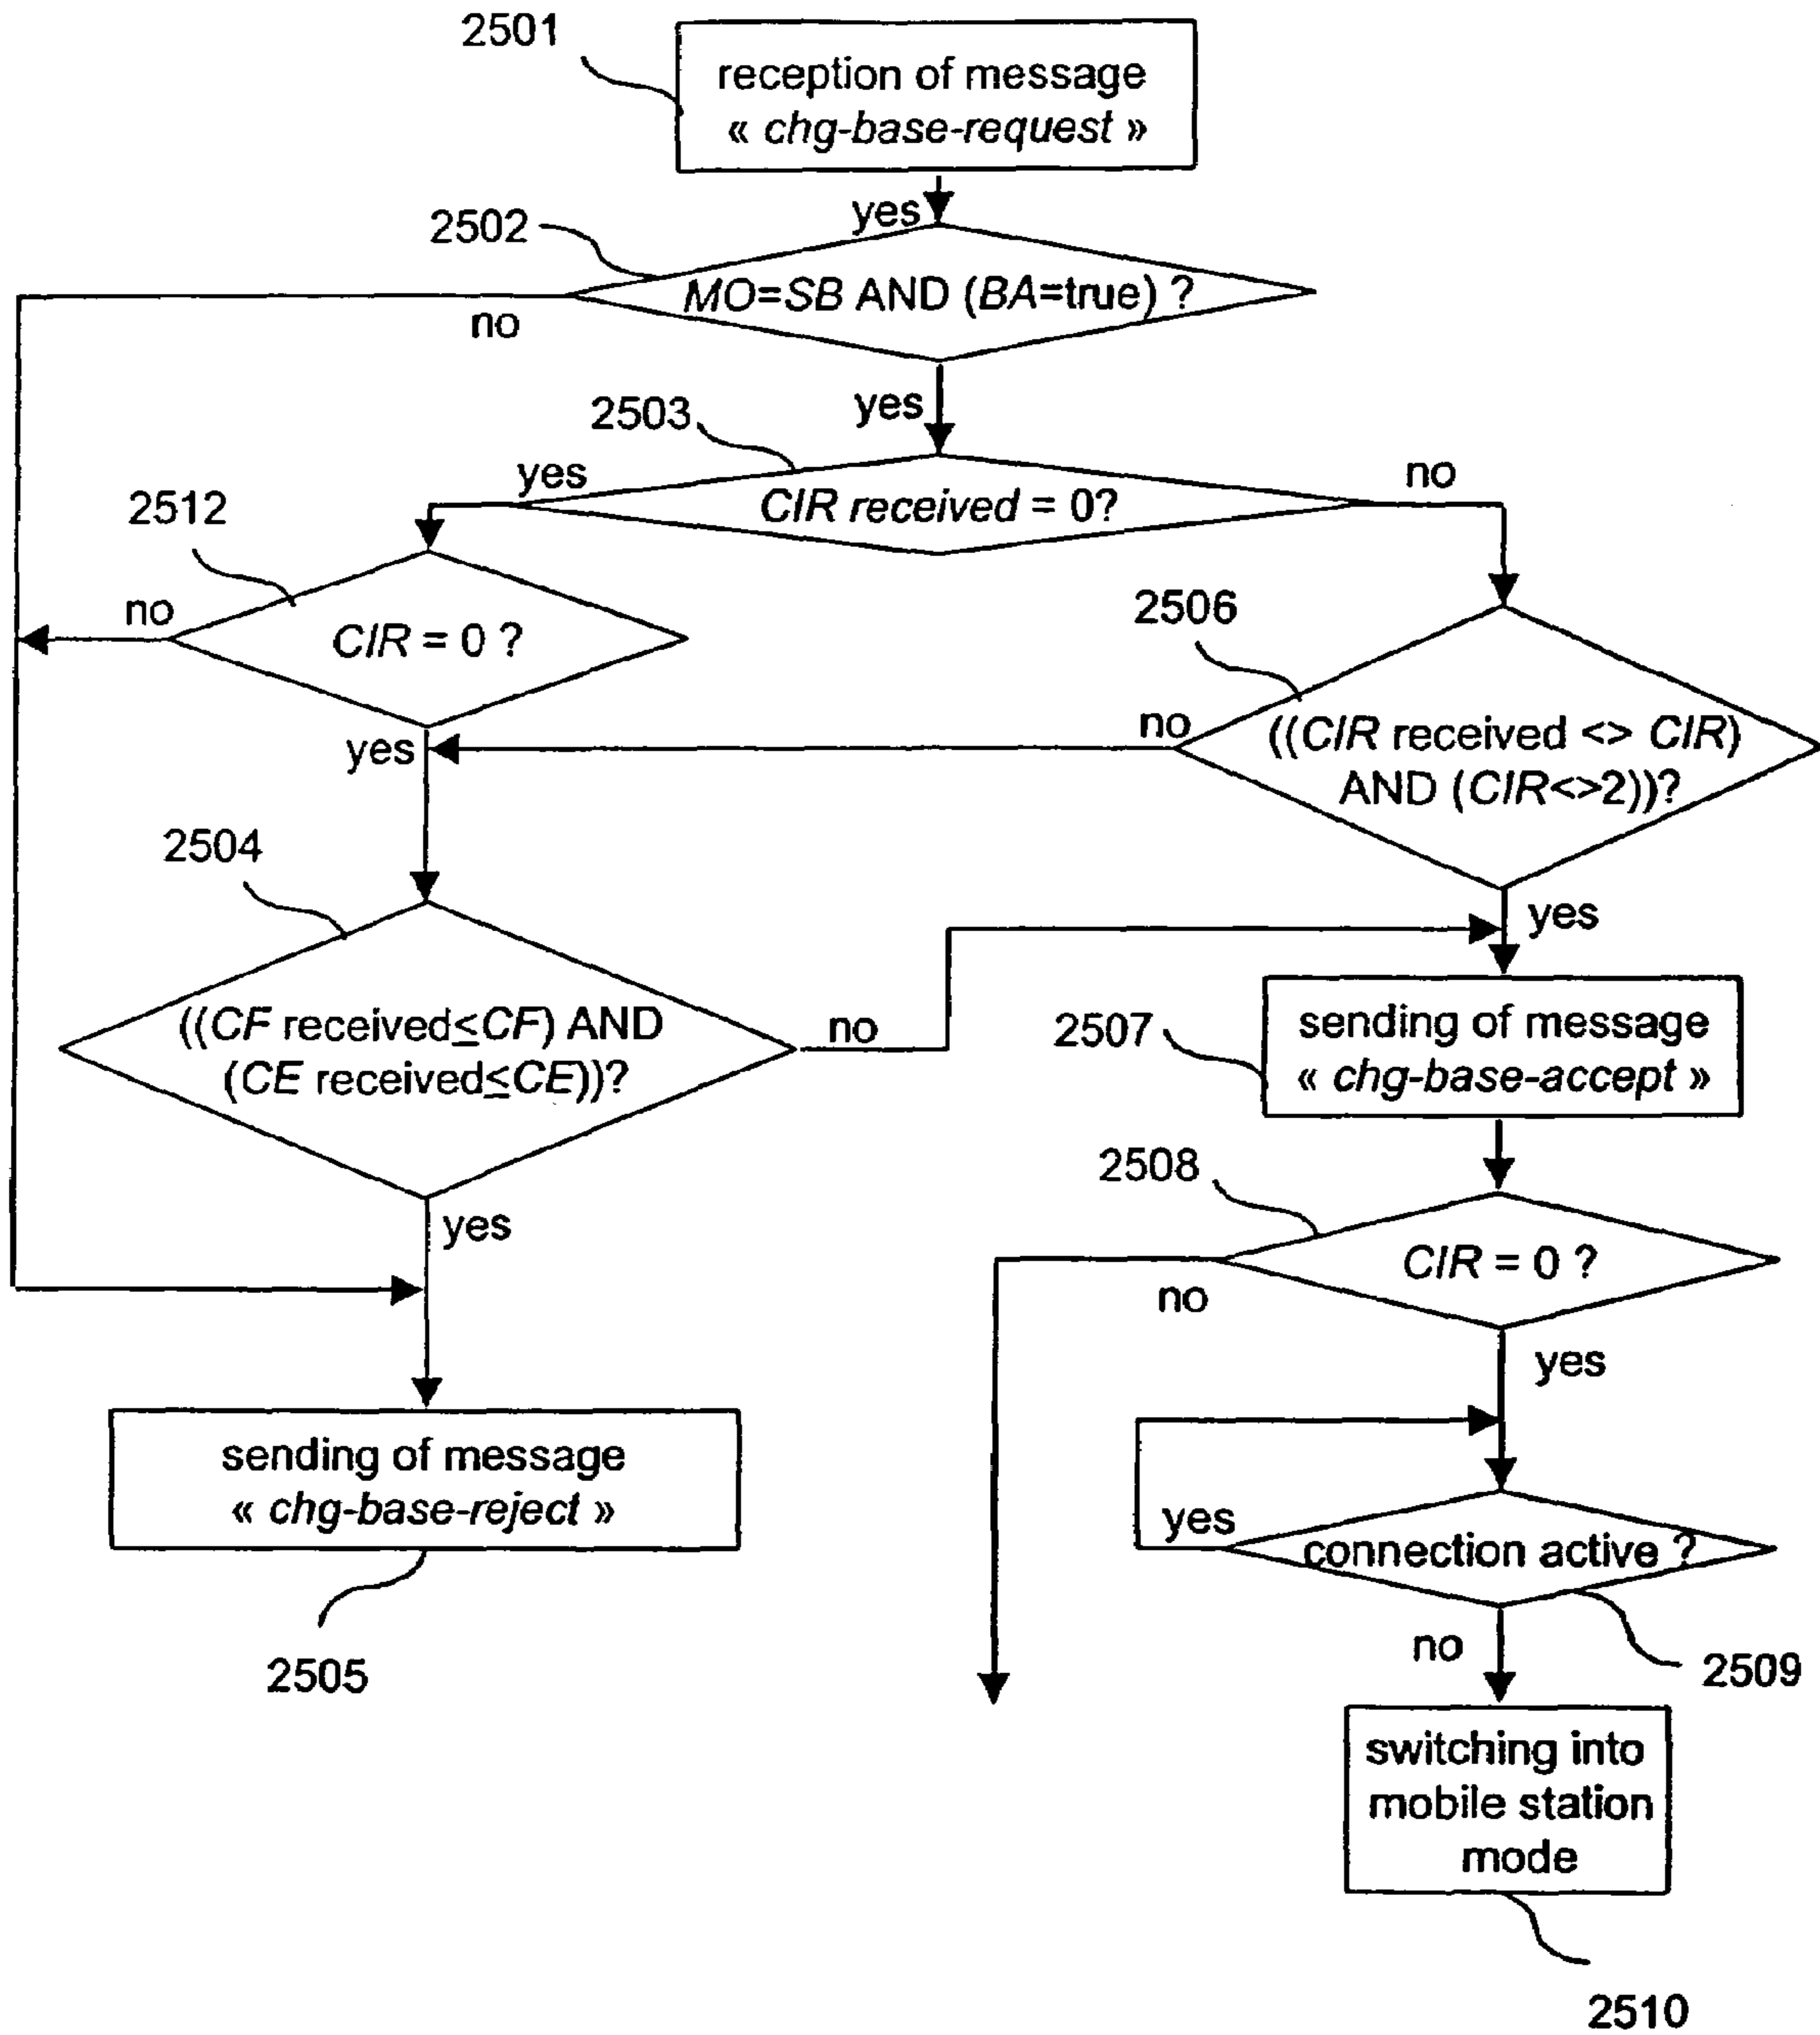 2501
reception of message
« chg-base-request »
yes
2502
MO=SB AND (BA=true) ?
no
yes
2503
yes
no
CIR received = 0?
2512
no
CIR = 0 ?
2506
no
((CIR received <> CIR)
AND (CIR<>2))?
yes
yes
2504
((CF received≤CF) AND
(CE received≤CE))?
no
2507
sending of message
« chg-base-accept »
2508
yes
CIR = 0 ?
no
yes
sending of message
« chg-base-reject »
yes
connection active ?
2505
no
2509
switching into
mobile station
mode
2510